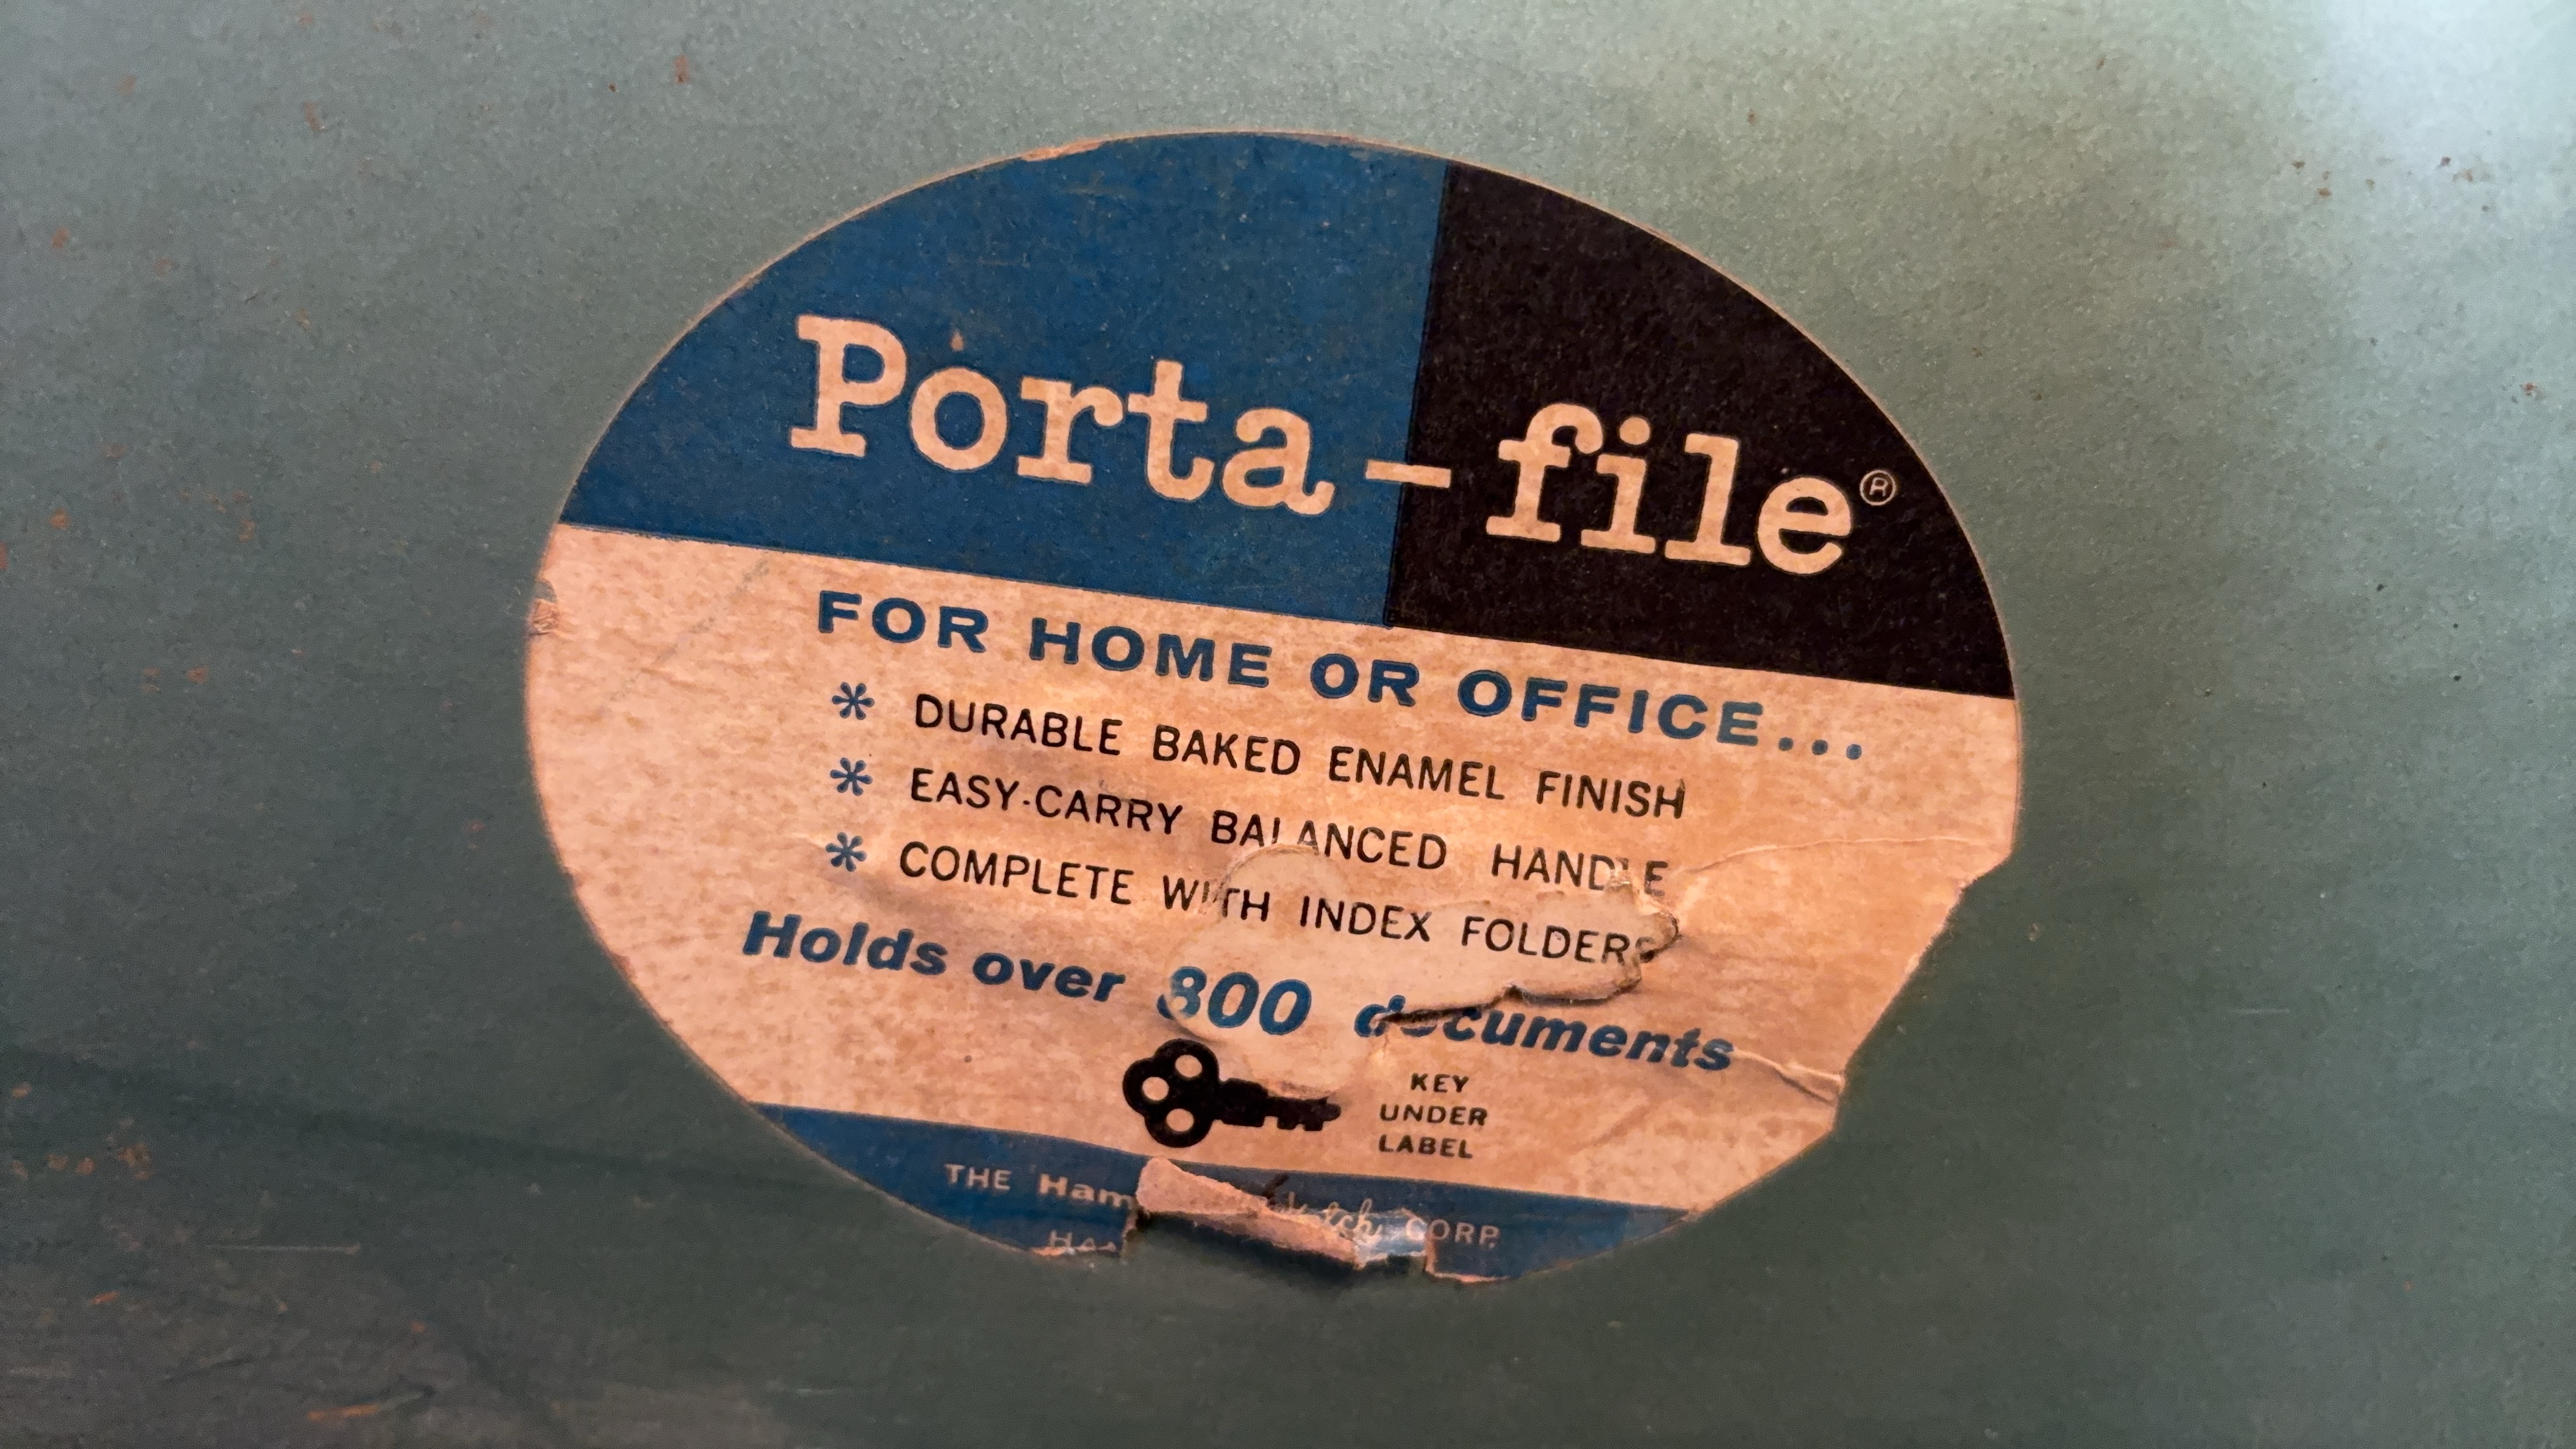 Porta-file®
FOR HOME OR OFFICE...
* DURABLE BAKED ENAMEL FINISH
* EASY-CARRY BALANCED HANDLE
* COMPLETE WITH INDEX FOLDERS
Holds over 800 documents
KEY
UNDER
LABEL
THE CORP.